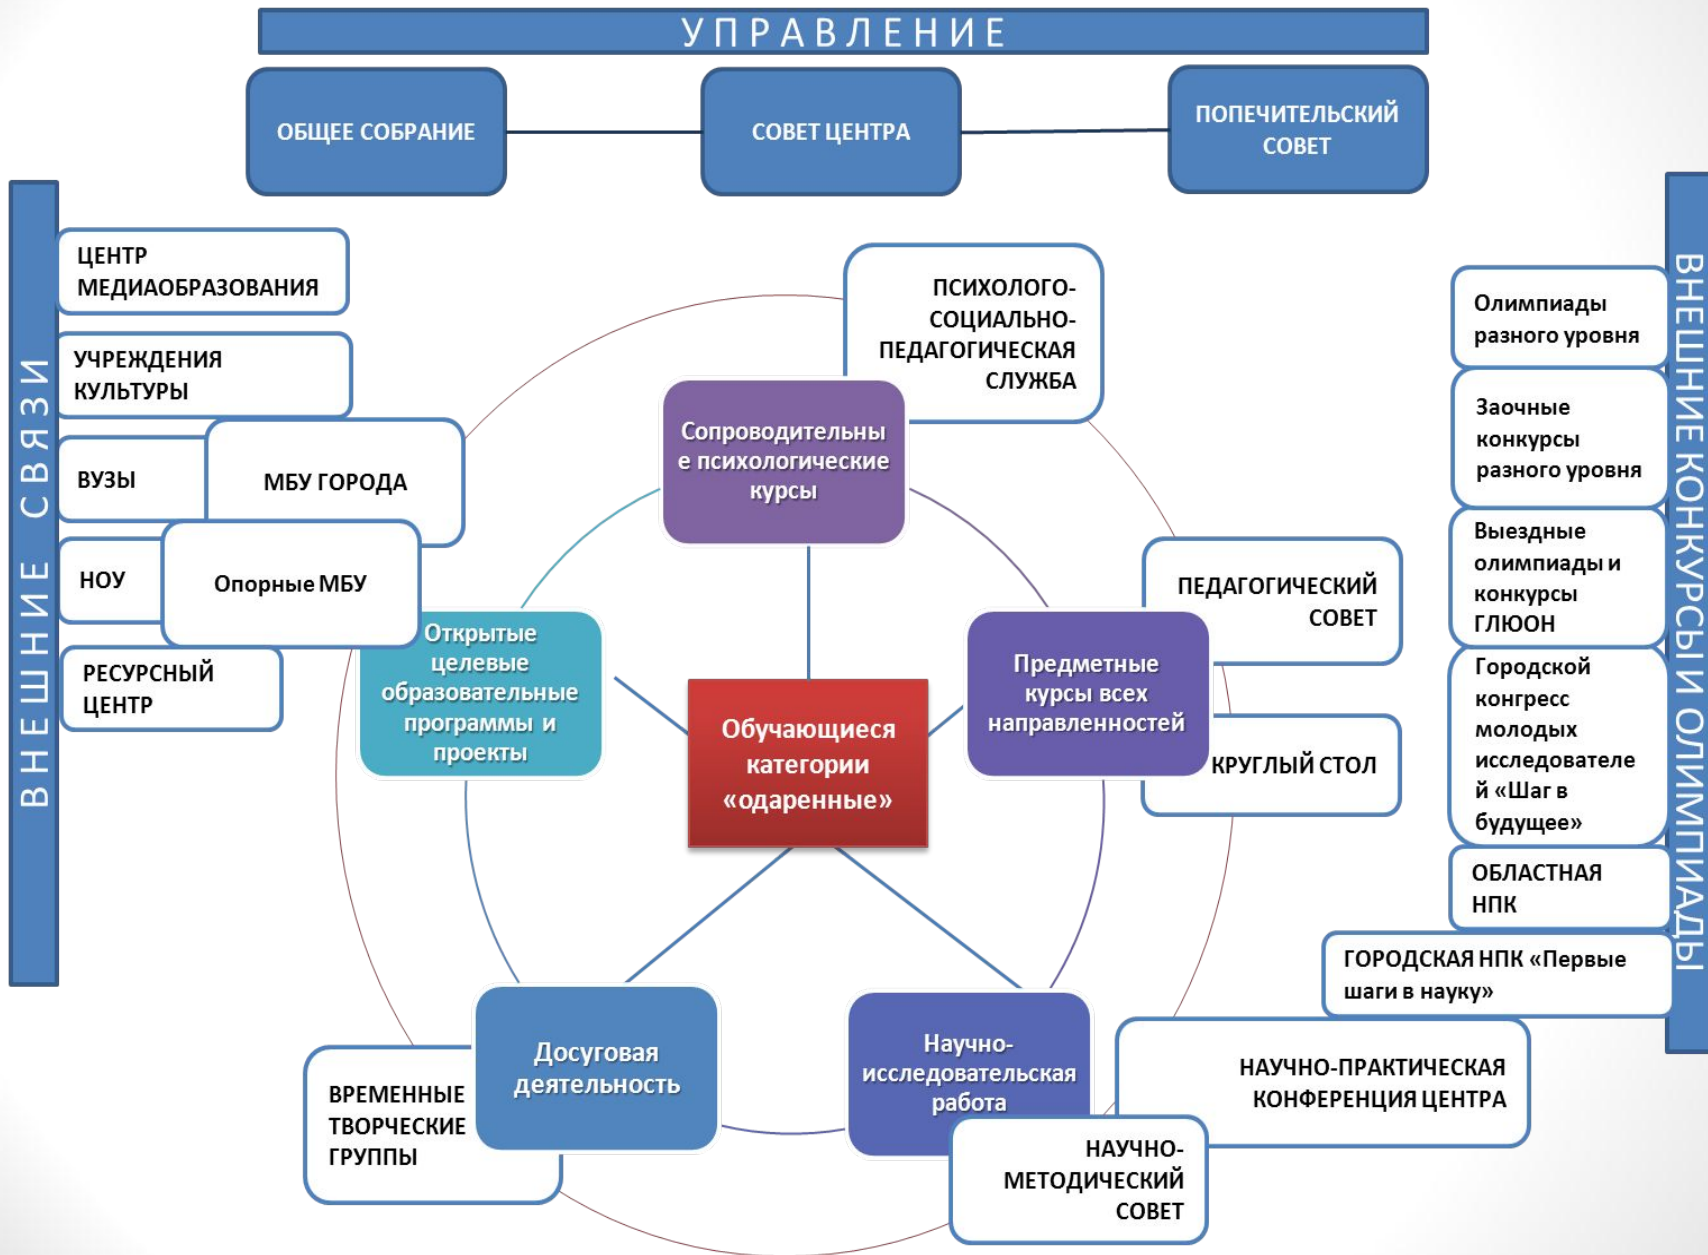 УПРАВЛЕНИЕ
ОБЩЕЕ СОБРАНИЕ
СОВЕТ ЦЕНТРА
ПОПЕЧИТЕЛЬСКИЙ
СОВЕТ
ВНЕШНИЕ СВЯЗИ
ЦЕНТР
МЕДИАОБРАЗОВАНИЯ
УЧРЕЖДЕНИЯ
КУЛЬТУРЫ
ВУЗЫ
МБУ ГОРОДА
НОУ
Опорные МБУ
РЕСУРСНЫЙ
ЦЕНТР
ПСИХОЛОГО-
СОЦИАЛЬНО-
ПЕДАГОГИЧЕСКАЯ
СЛУЖБА
Сопроводительны
е психологические
курсы
ПЕДАГОГИЧЕСКИЙ
СОВЕТ
Предметные
курсы всех
направленностей
КРУГЛЫЙ СТОЛ
Открытые
целевые
образовательные
программы и
проекты
Обучающиеся
категории
«одаренные»
Досуговая
деятельность
ВРЕМЕННЫЕ
ТВОРЧЕСКИЕ
ГРУППЫ
Научно-
исследовательская
работа
НАУЧНО-ПРАКТИЧЕСКАЯ
КОНФЕРЕНЦИЯ ЦЕНТРА
НАУЧНО-
МЕТОДИЧЕСКИЙ
СОВЕТ
ВНЕШНИЕ КОНКУРСЫ И ОЛИМПИАДЫ
Олимпиады
разного уровня
Заочные
конкурсы
разного уровня
Выездные
олимпиады и
конкурсы
ГЛЮОН
Городской
конгресс
молодых
исследователе
й «Шаг в
будущее»
ОБЛАСТНАЯ
НПК
ГОРОДСКАЯ НПК «Первые
шаги в науку»